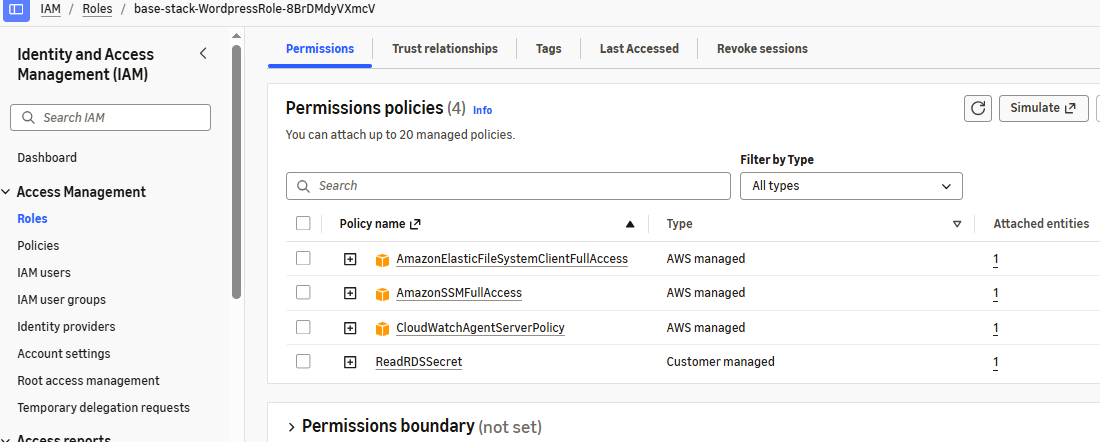 IAM / Roles / base-stack-WordpressRole-8BrDMdyVXmcV
Identity and Access
Management (IAM)
Search IAM
Dashboard
Access Management
Roles
Policies
IAM users
IAM user groups
Identity providers
Account settings
Root access management
Temporary delegation requests
Access reports
Permissions Trust relationships Tags Last Accessed Revoke sessions
Permissions policies (4) Info
Simulate
You can attach up to 20 managed policies.
Filter by Type
Search All types
Policy name Type Attached entities
AmazonElasticFileSystemClientFullAccess AWS managed 1
AmazonSSMFullAccess AWS managed 1
CloudWatchAgentServerPolicy AWS managed 1
ReadRDSSecret Customer managed 1
Permissions boundary (not set)